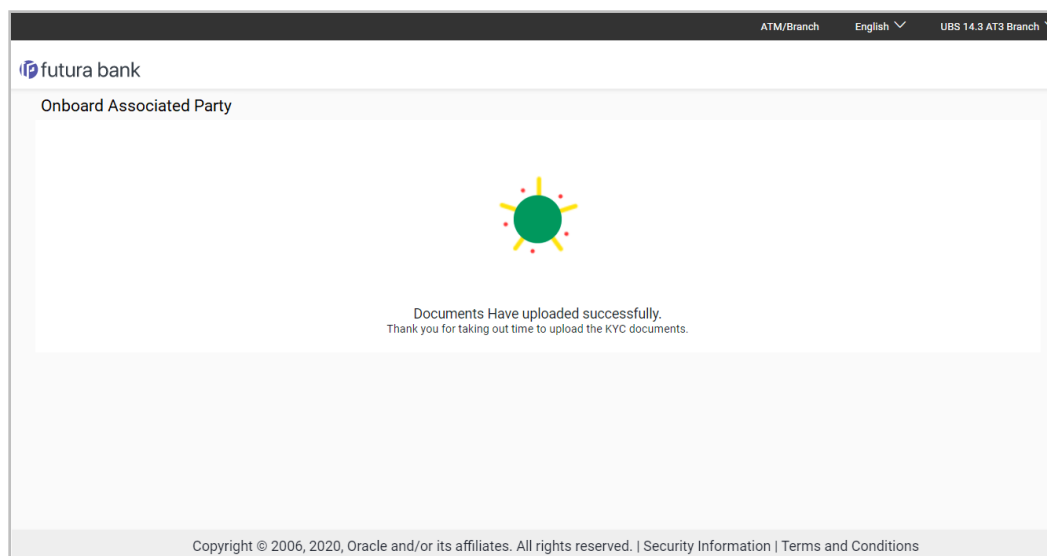 ATM/Branch English UBS 14.3 AT3 Branch
futura bank
Onboard Associated Party
Documents Have uploaded successfully.
Thank you for taking out time to upload the KYC documents.
Copyright © 2006, 2020, Oracle and/or its affiliates. All rights reserved. | Security Information | Terms and Conditions